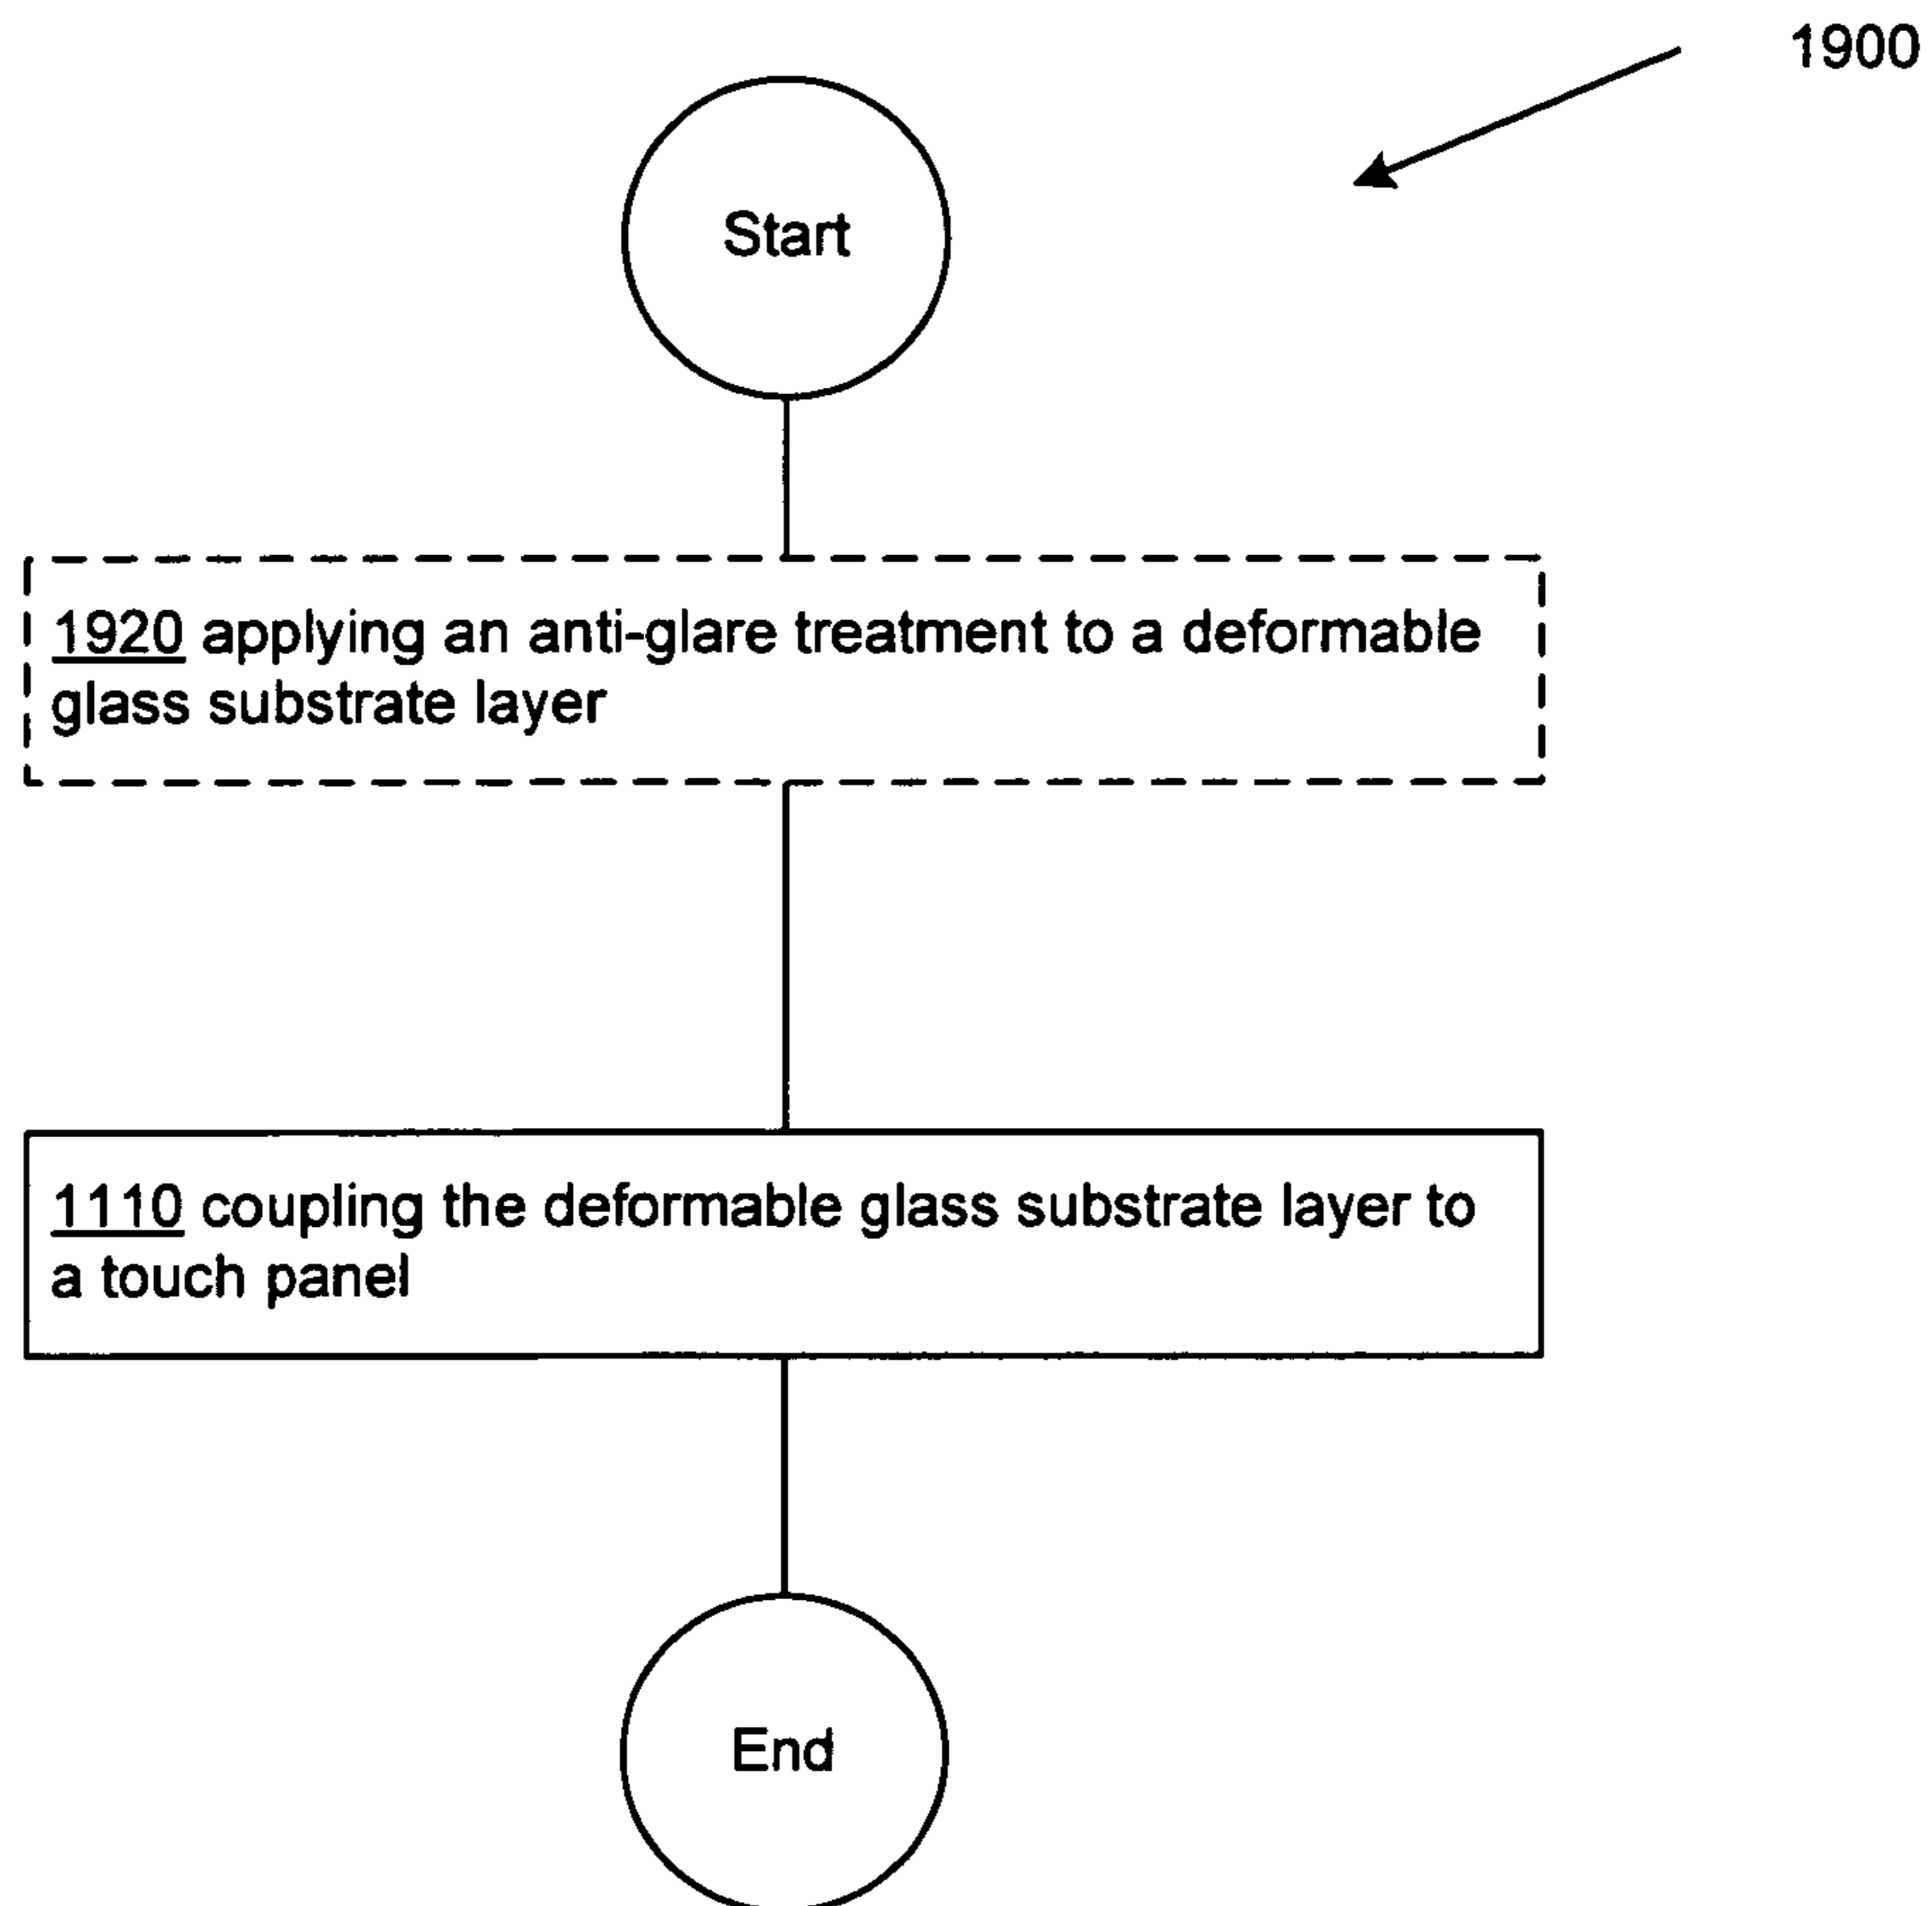 1900
Start
1920 applying an anti-glare treatment to a deformable
glass substrate layer
1110 coupling the deformable glass substrate layer to
a touch panel
End